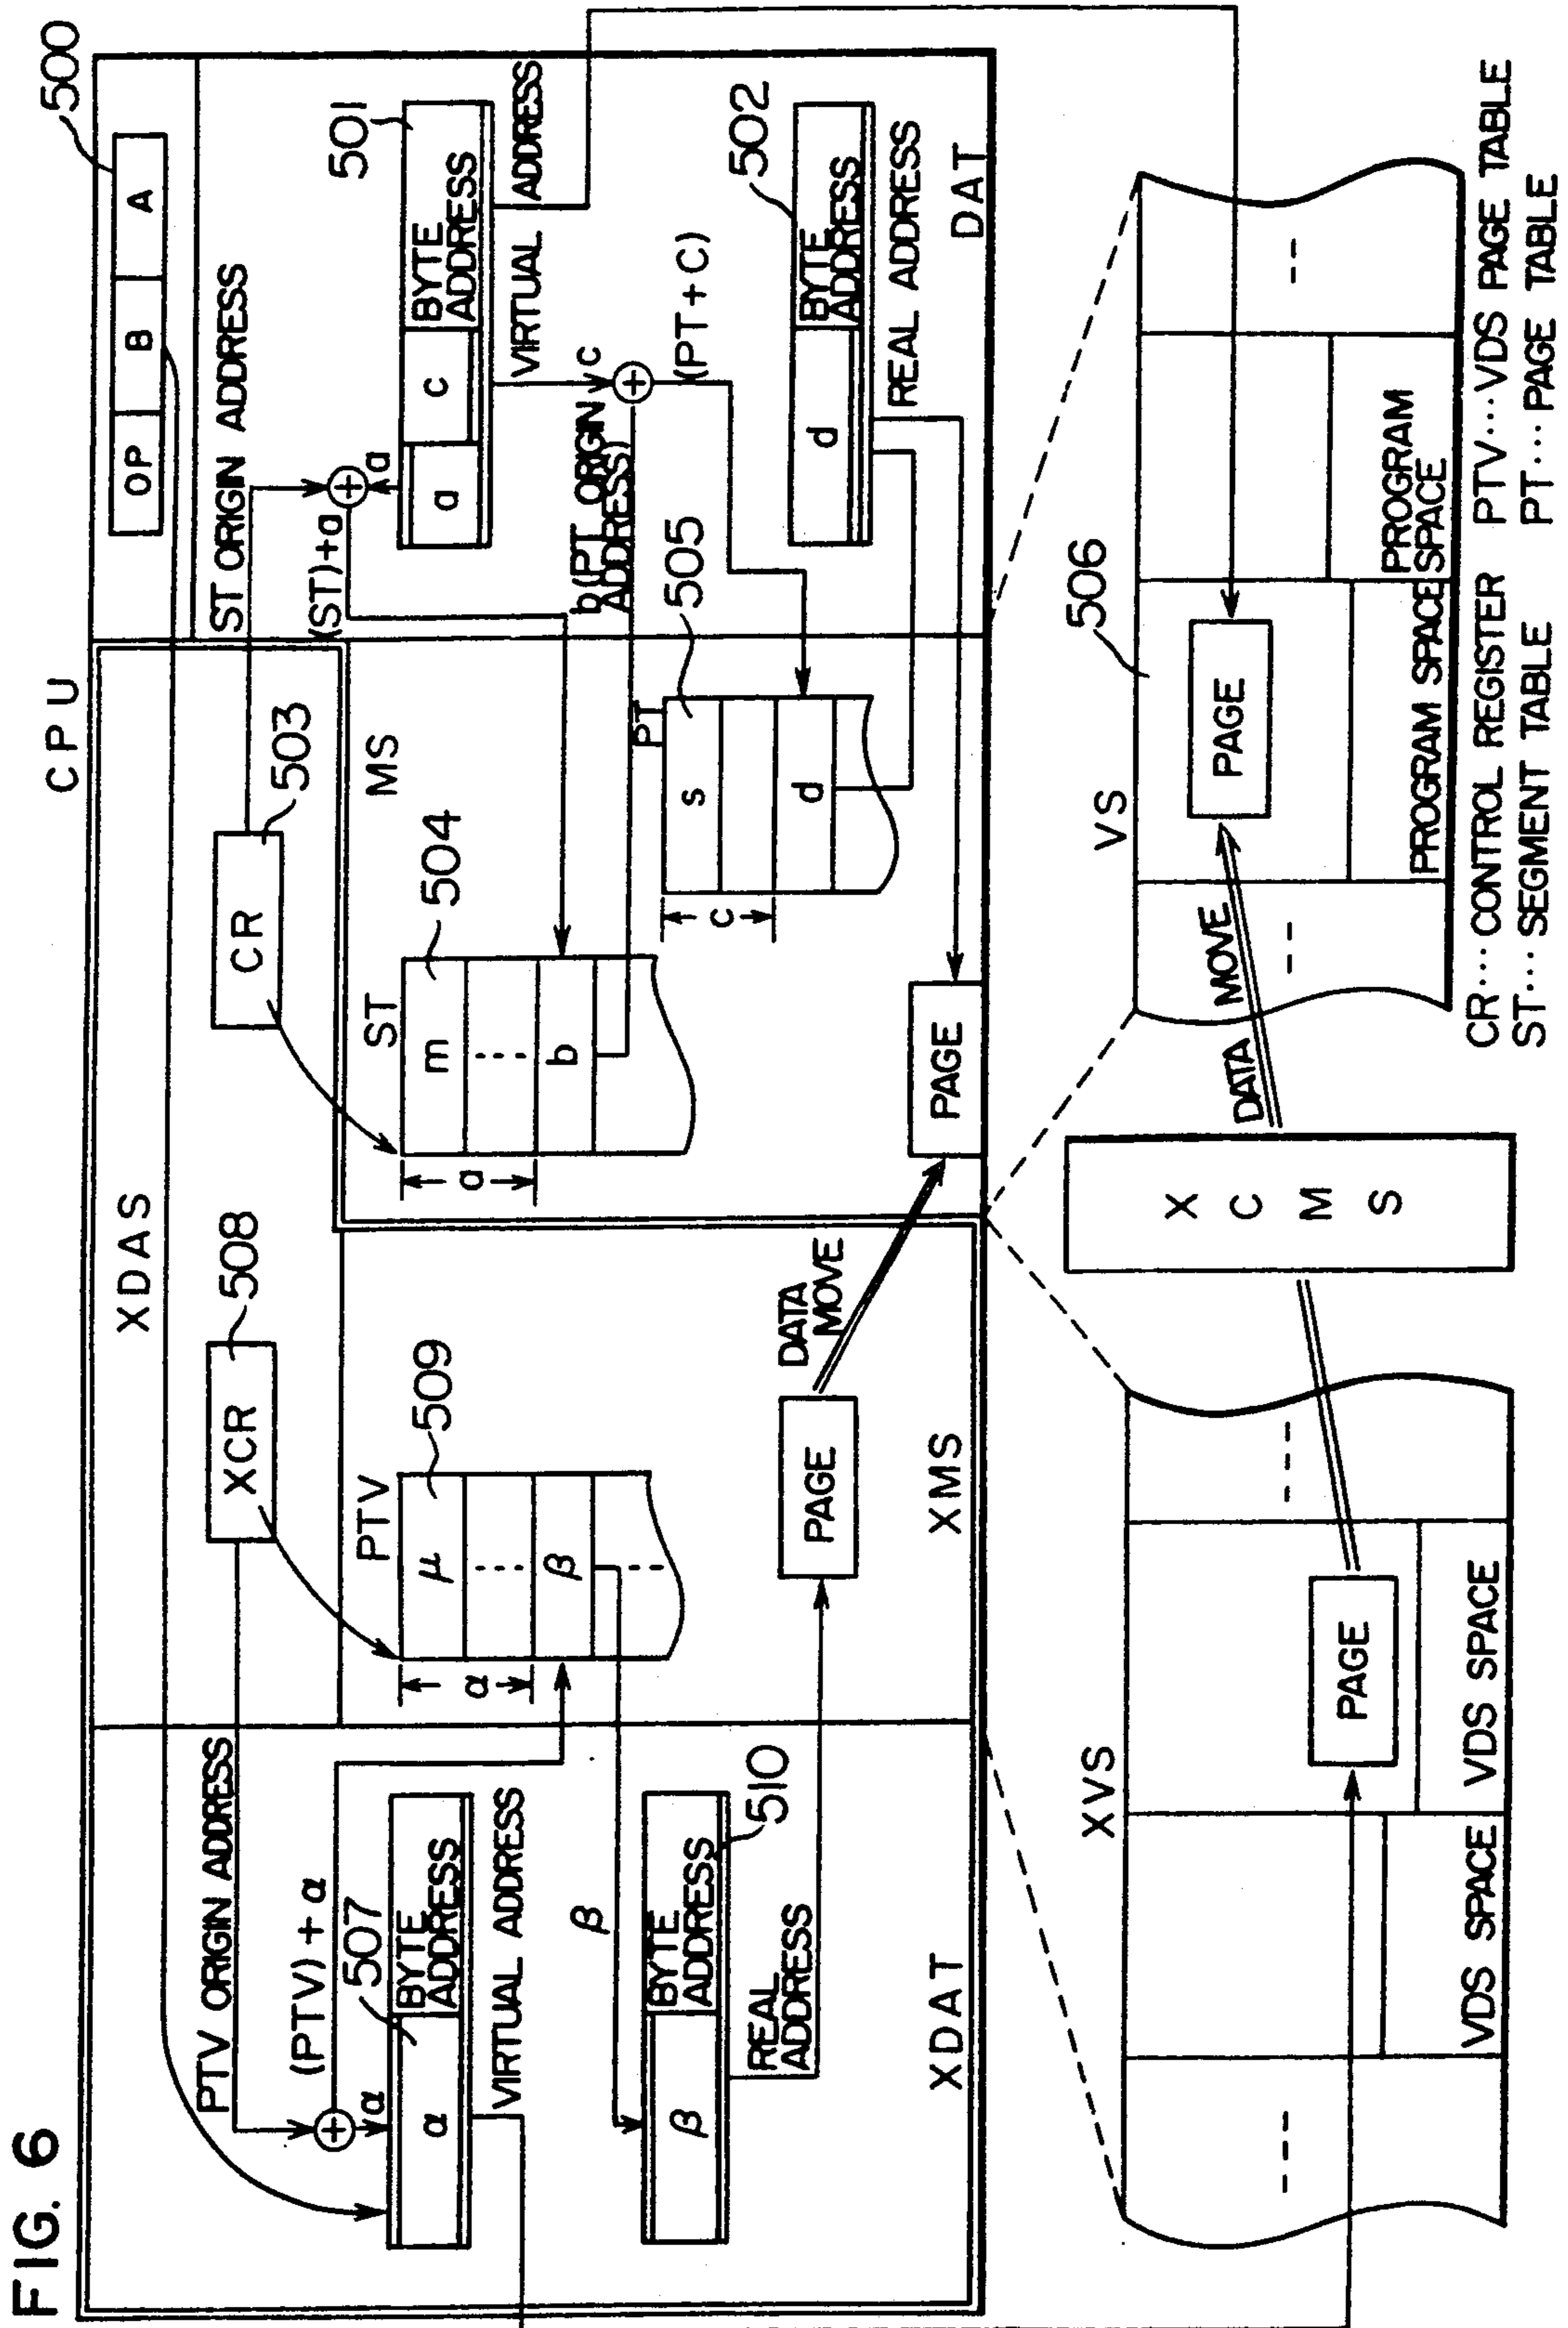 FIG. 6
CPU
500
OP B A
XDAS
XCR
508
CR
503
PTV ORIGIN ADDRESS
ST ORIGIN ADDRESS
(PTV) + α
α
507
α
BYTE
ADDRESS
VIRTUAL ADDRESS
β
β
BYTE
ADDRESS
510
REAL
ADDRESS
XDAT
PTV
509
μ
β
α
PAGE
DATA
MOVE
XMS
MS
ST
504
m
b
a
PAGE
PT
505
s
d
c
(ST)+a
a
501
a
c
BYTE
ADDRESS
VIRTUAL ADDRESS
b(PT ORIGIN
ADDRESS)
c
(PT + C)
502
d
BYTE
ADDRESS
REAL ADDRESS
DAT
XVS
PAGE
VDS SPACE
VDS SPACE
X
C
M
S
DATA MOVE
VS
506
PAGE
PROGRAM SPACE
PROGRAM
SPACE
CR···CONTROL REGISTER PTV···VDS PAGE TABLE
ST···SEGMENT TABLE PT···PAGE TABLE